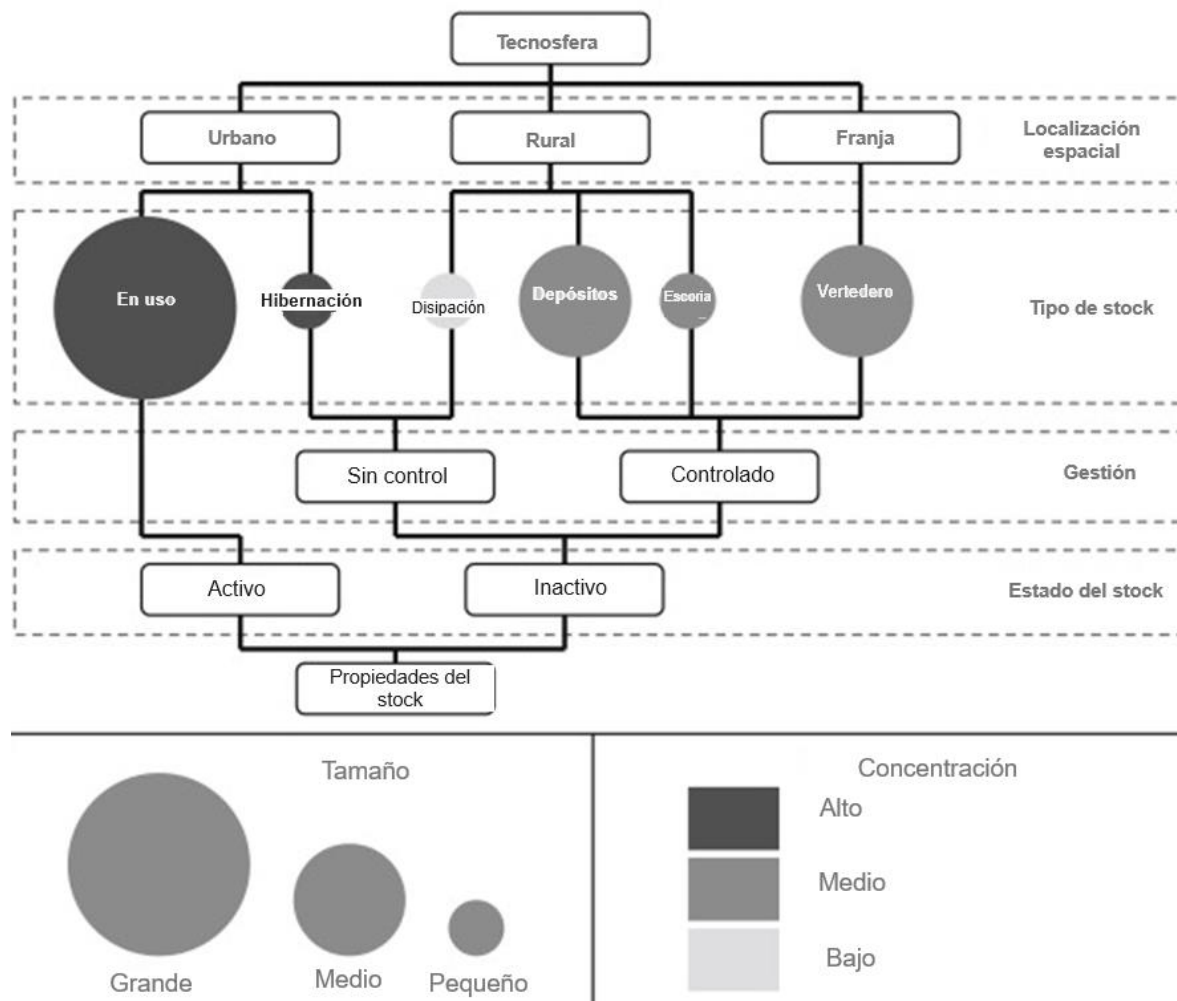 Tecnosfera
Urbano
Rural
Franja
Localización
espacial
En uso
Hibernación
Disipación
Depósitos
Escoria
Vertedero
Tipo de stock
Sin control
Controlado
Gestión
Activo
Inactivo
Estado del stock
Propiedades del
stock
Tamaño
Grande
Medio
Pequeño
Concentración
Alto
Medio
Bajo